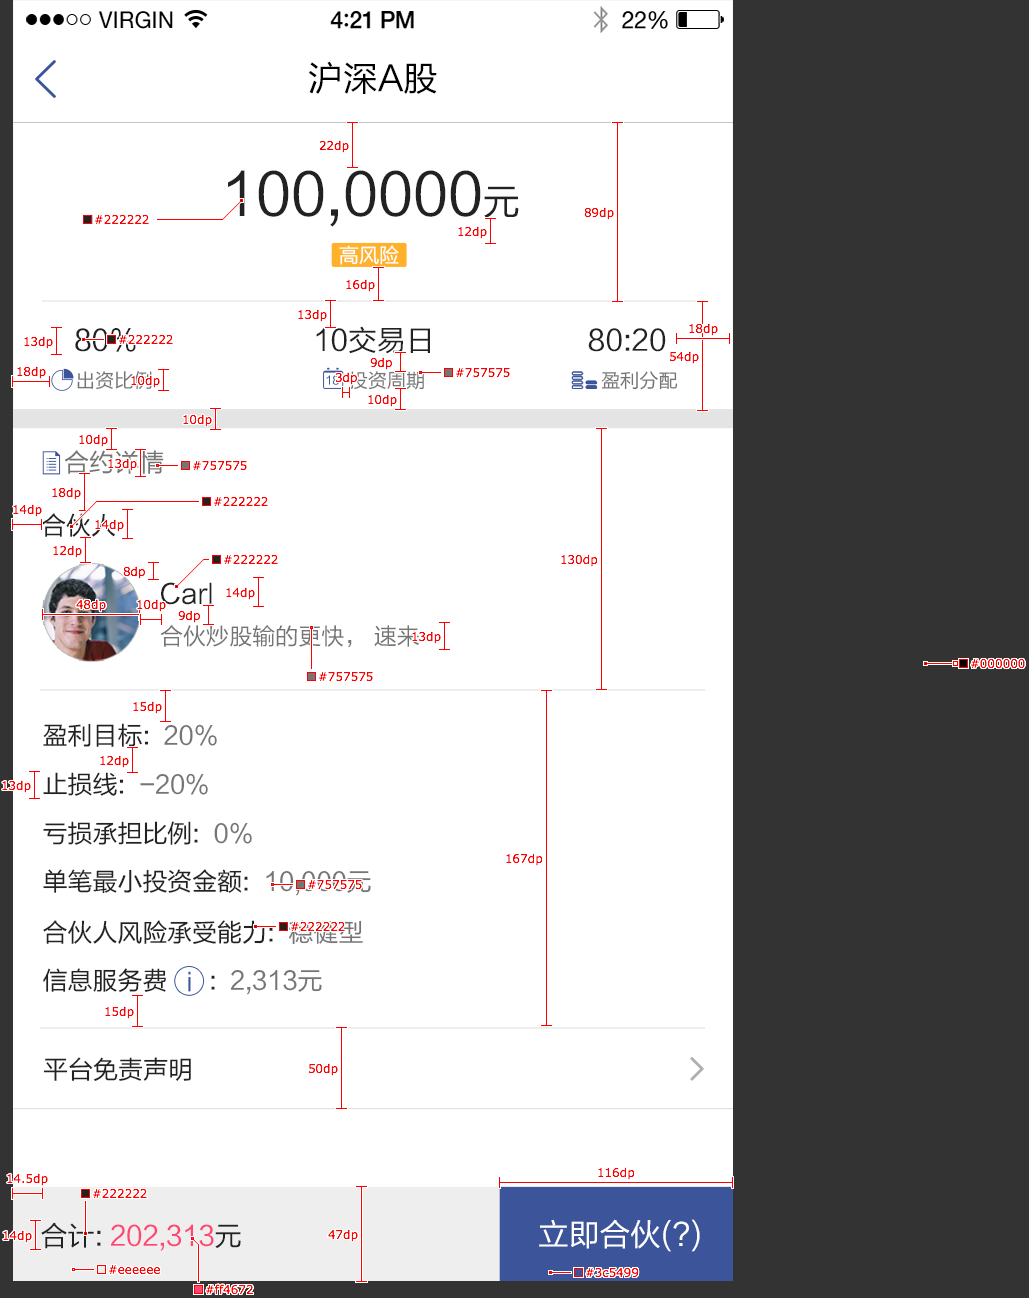 VIRGIN 4:21 PM 22%
沪深A股
22dp
100,0000元
#222222
89dp
12dp
高风险
16dp
13dp
13dp 80% #222222 10交易日 80:20 18dp
54dp
9dp
18dp 出资比例 10dp 3dp 18 投资周期 #757575 盈利分配
10dp
10dp
10dp
合约详情 13dp #757575
18dp
#222222
14dp
合伙人 14dp
12dp
#222222
130dp
8dp
Carl 14dp
48dp 10dp
9dp
合伙炒股输的更快， 速来 13dp
#000000
#757575
15dp
盈利目标: 20%
12dp
13dp 止损线: -20%
亏损承担比例: 0%
167dp
单笔最小投资金额: 10,000元 #757575
合伙人风险承受能力: 稳健型 #222222
信息服务费 i : 2,313元
15dp
平台免责声明 50dp
116dp
14.5dp
#222222
14dp 合计: 202,313元 47dp 立即合伙(?)
#eeeeee #3c5499
#ff4672